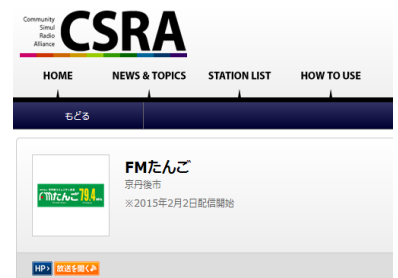 Community
Simul
Radio
Alliance
CSRA
HOME NEWS & TOPICS STATION LIST HOW TO USE
もどる
FMたんご
京丹後市
※2015年2月2日配信開始
FMたんご 79.4
HP 放送を聞く